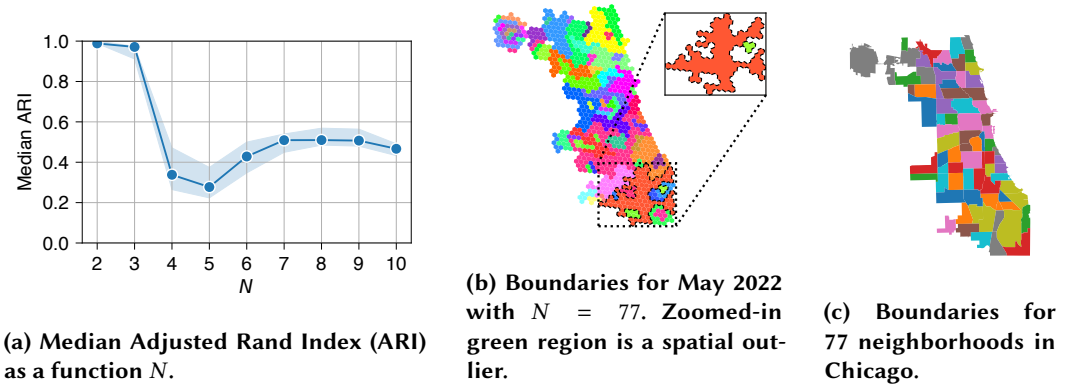 1.0
0.8
0.6
0.4
0.2
0.0
Median ARI
2 3 4 5 6 7 8 9 10
N
(a) Median Adjusted Rand Index (ARI)
as a function N.
(b) Boundaries for May 2022
with N = 77. Zoomed-in
green region is a spatial out-
lier.
(c) Boundaries for
77 neighborhoods in
Chicago.